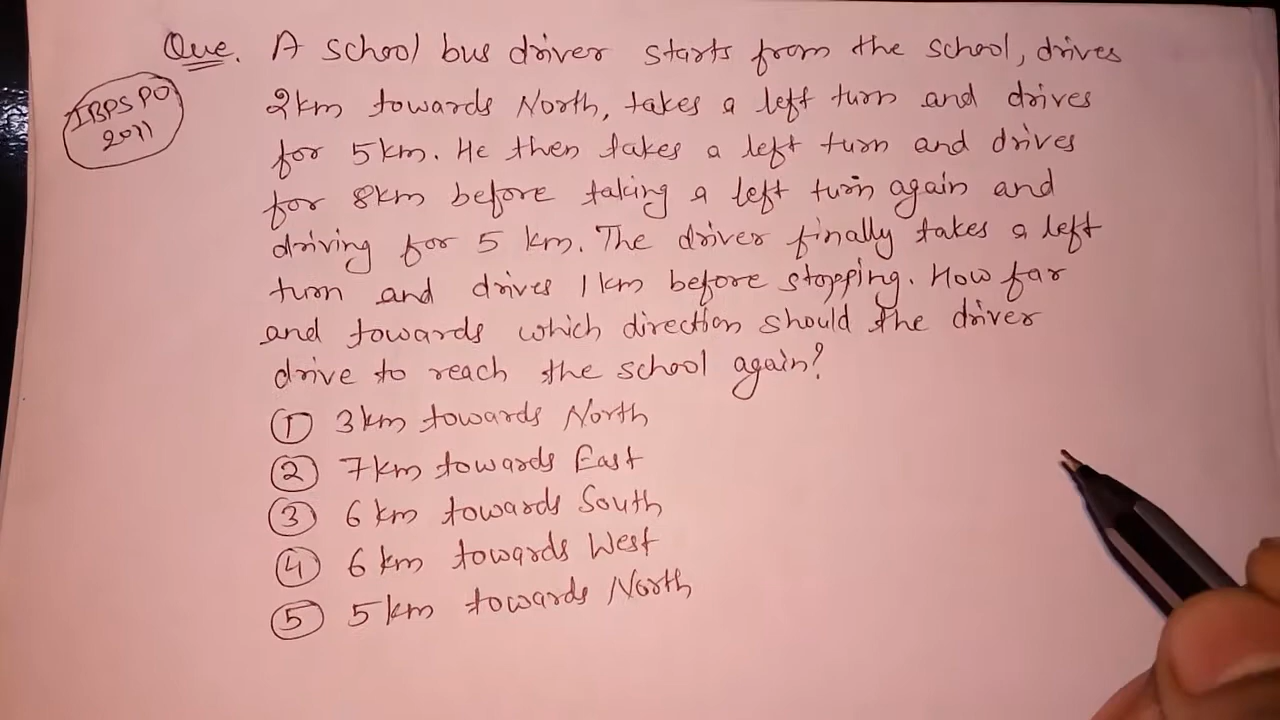 Que. A school bus driver starts from the school, drives
IBPS PO
2011
2km towards North, takes a left turn and drives
for 5km. He then takes a left turn and drives
for 8km before taking a left turn again and
driving for 5 km. The driver finally takes a left
turn and drives 1km before stopping. How far
and towards which direction should the driver
drive to reach the school again?
① 3km towards North
② 7km towards East
③ 6 km towards South
④ 6 km towards West
⑤ 5 km towards North